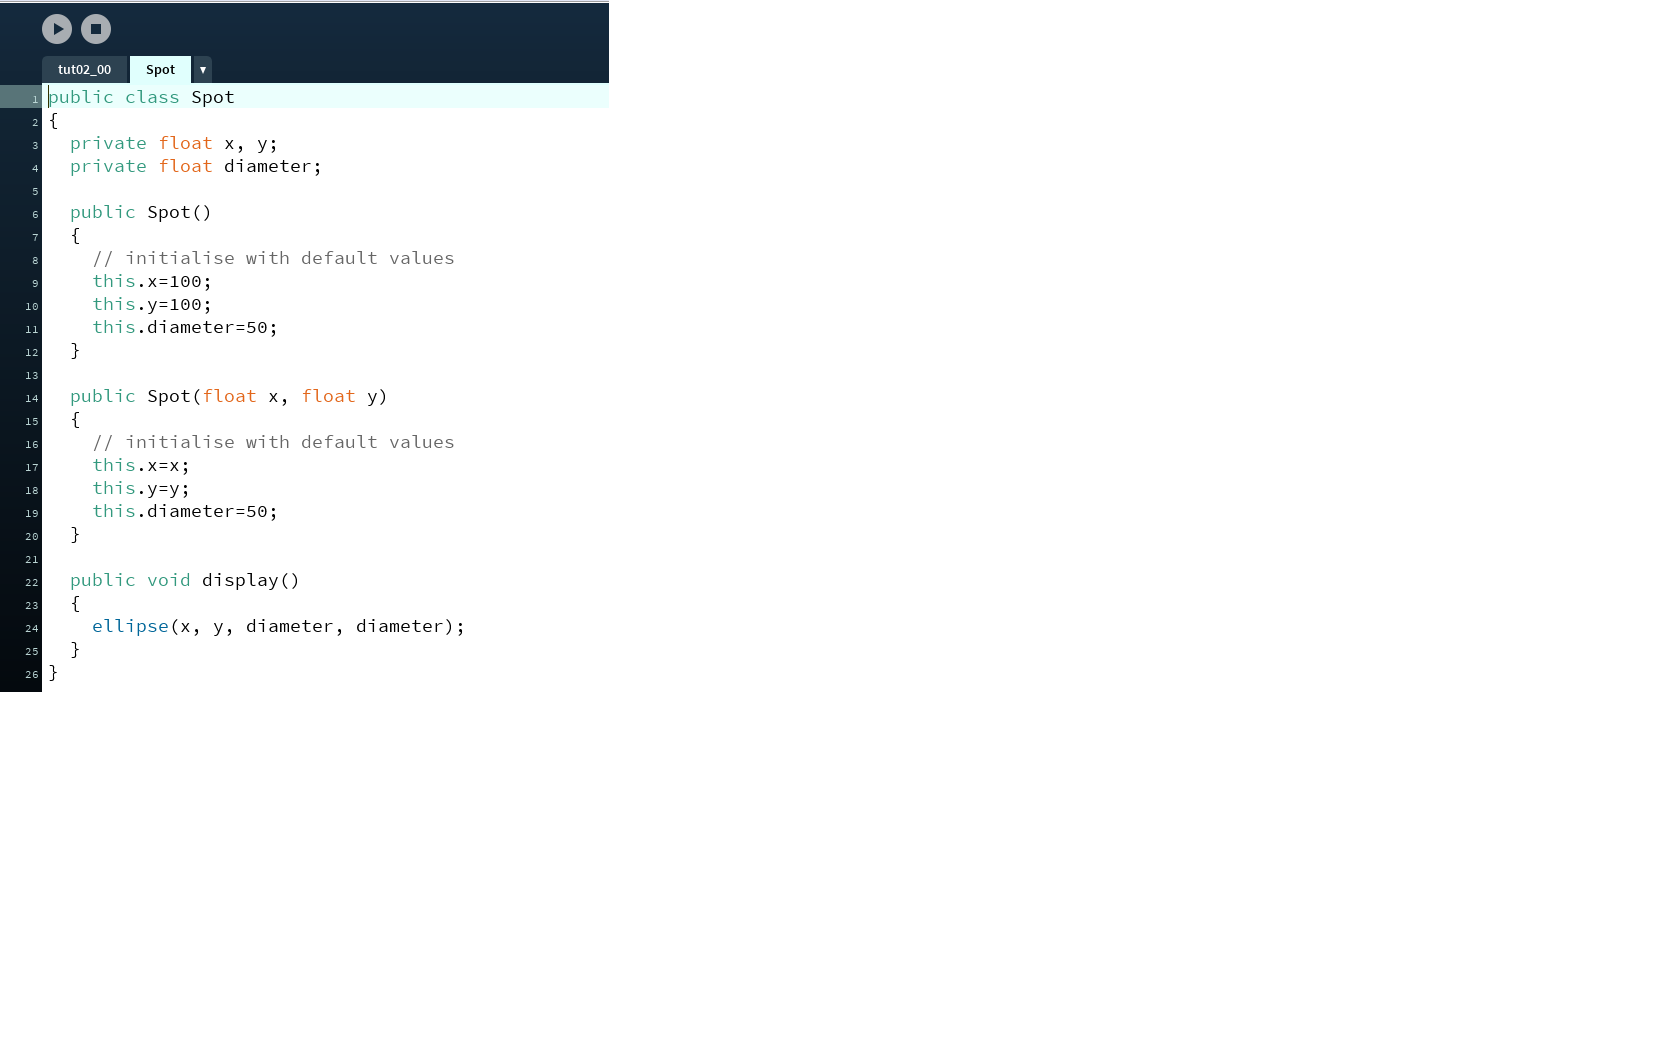 tut02_00 Spot ▼
1 public class Spot
2 {
3 private float x, y;
4 private float diameter;
5
6 public Spot()
7 {
8 // initialise with default values
9 this.x=100;
10 this.y=100;
11 this.diameter=50;
12 }
13
14 public Spot(float x, float y)
15 {
16 // initialise with default values
17 this.x=x;
18 this.y=y;
19 this.diameter=50;
20 }
21
22 public void display()
23 {
24 ellipse(x, y, diameter, diameter);
25 }
26 }